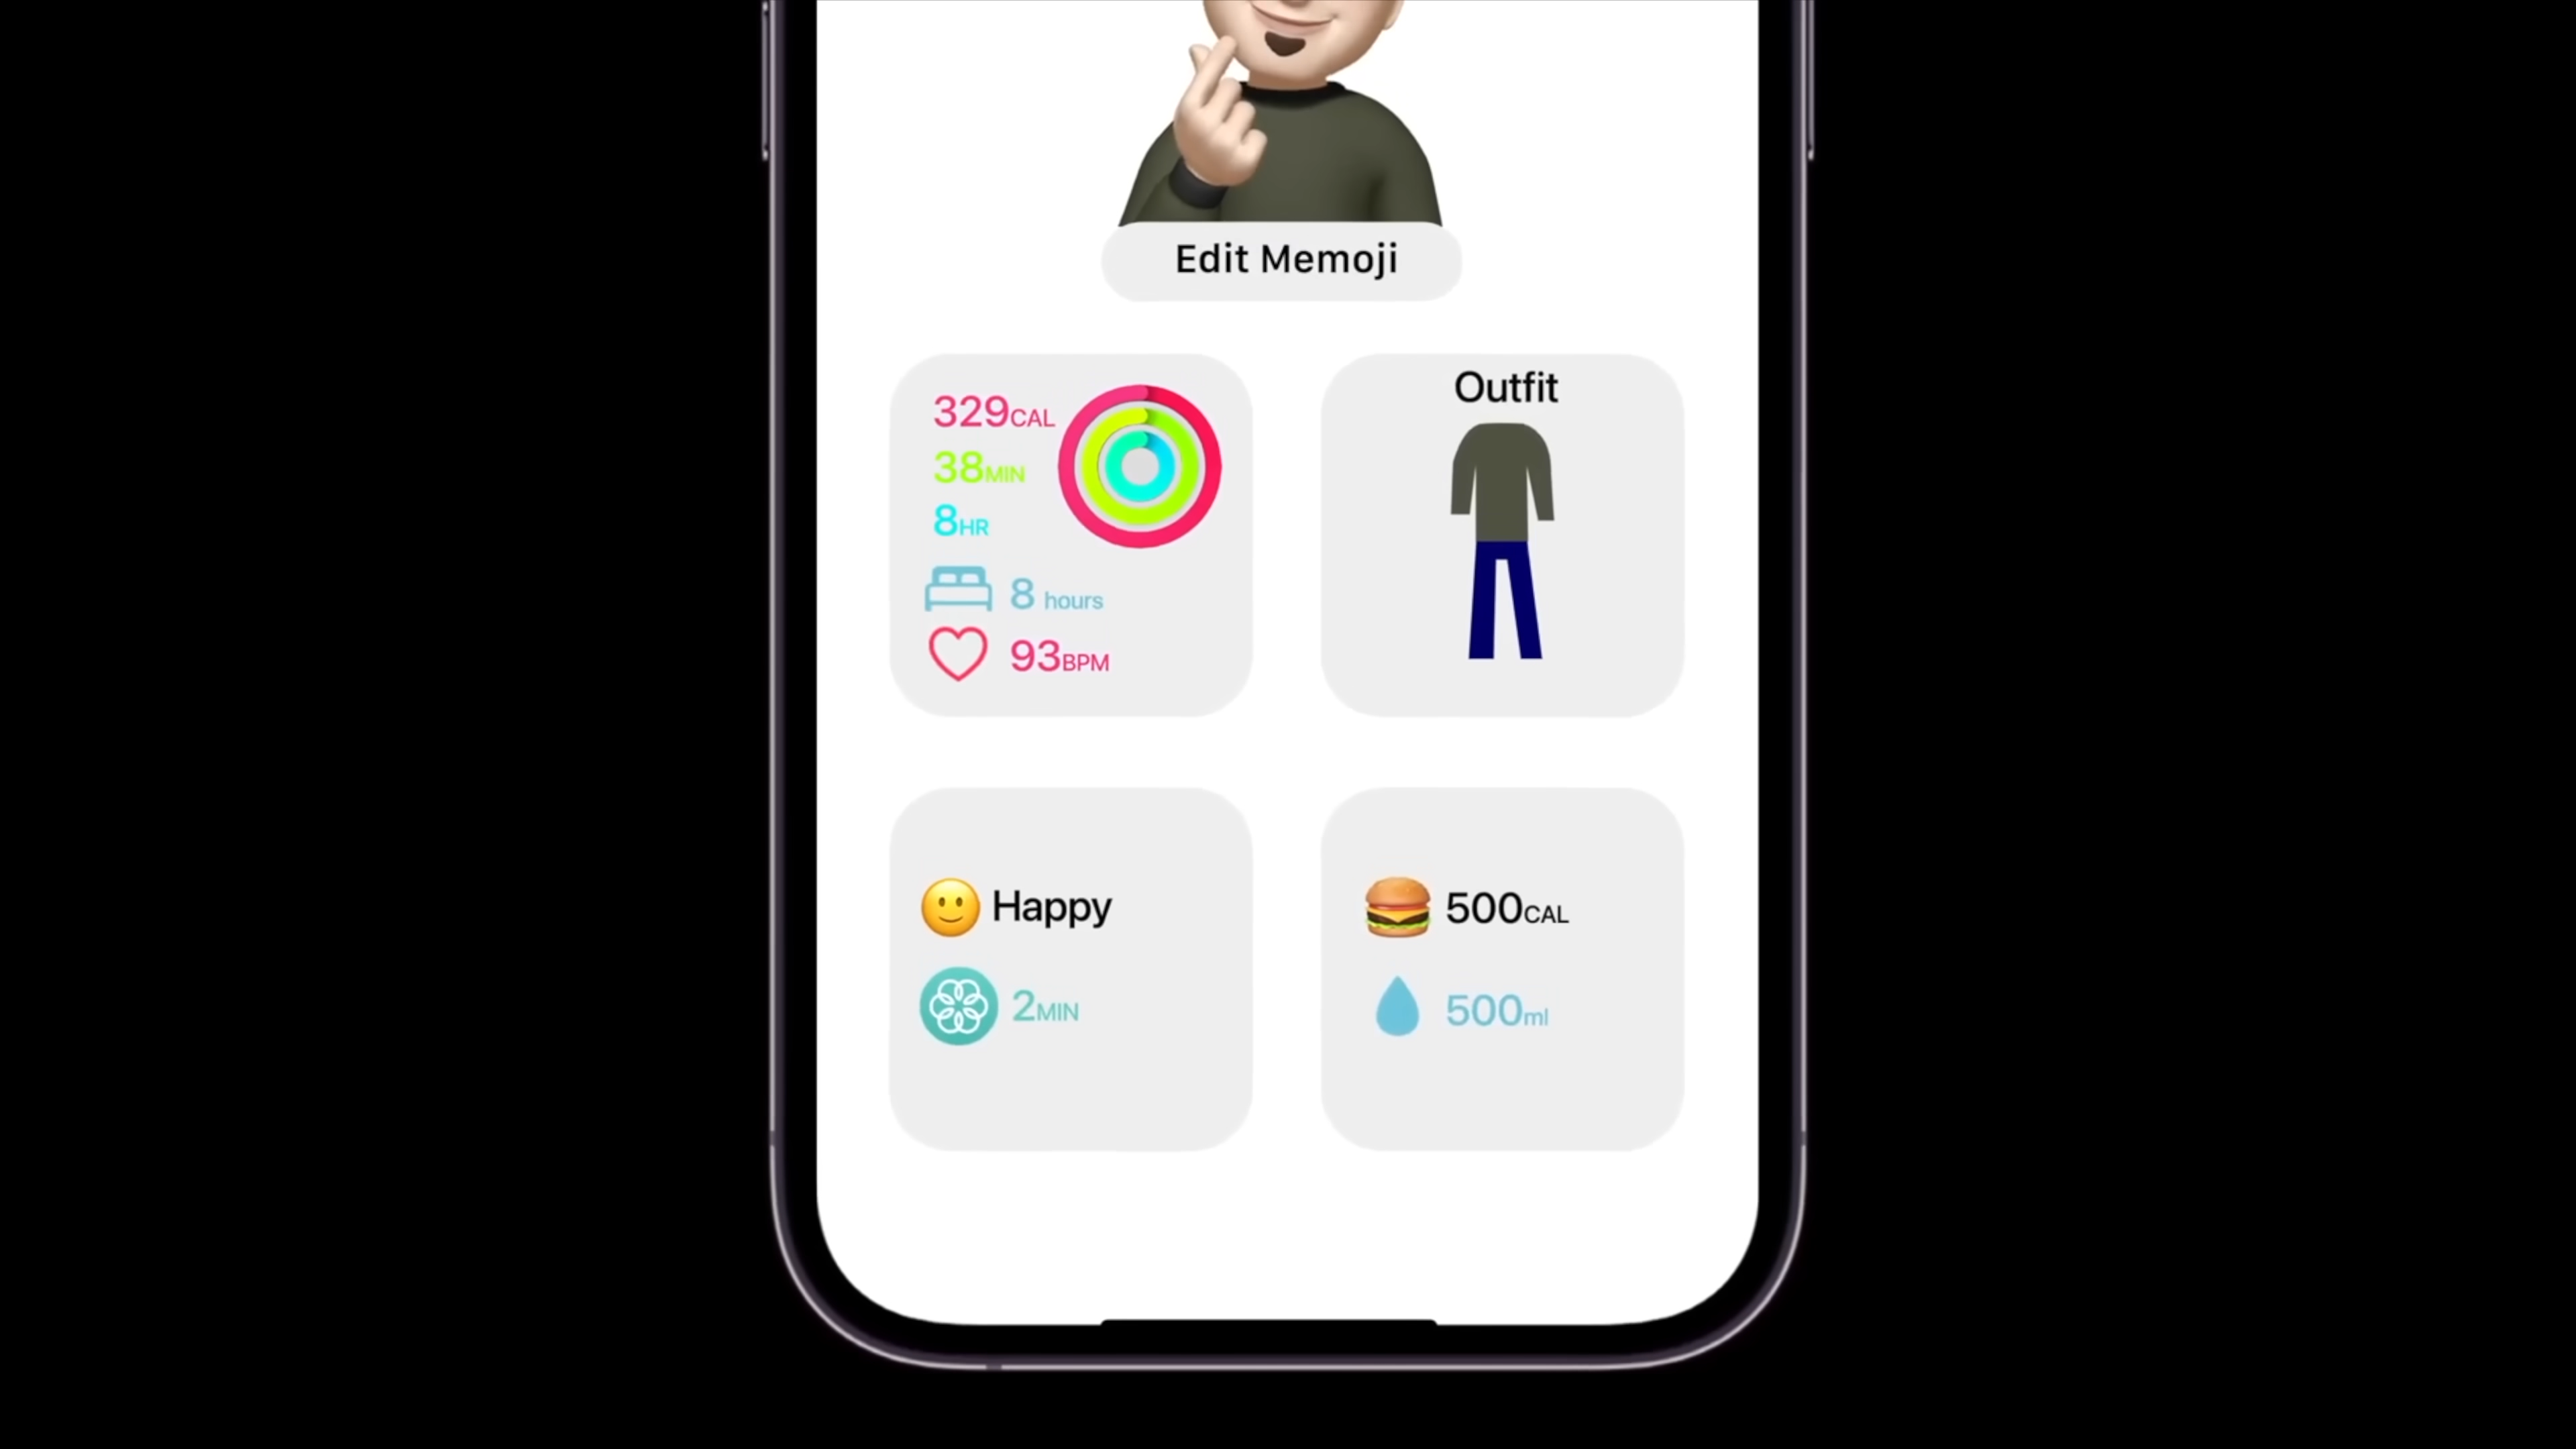 Edit Memoji
329CAL
38MIN
8HR
8 hours
93BPM
Outfit
Happy
2MIN
500CAL
500ml